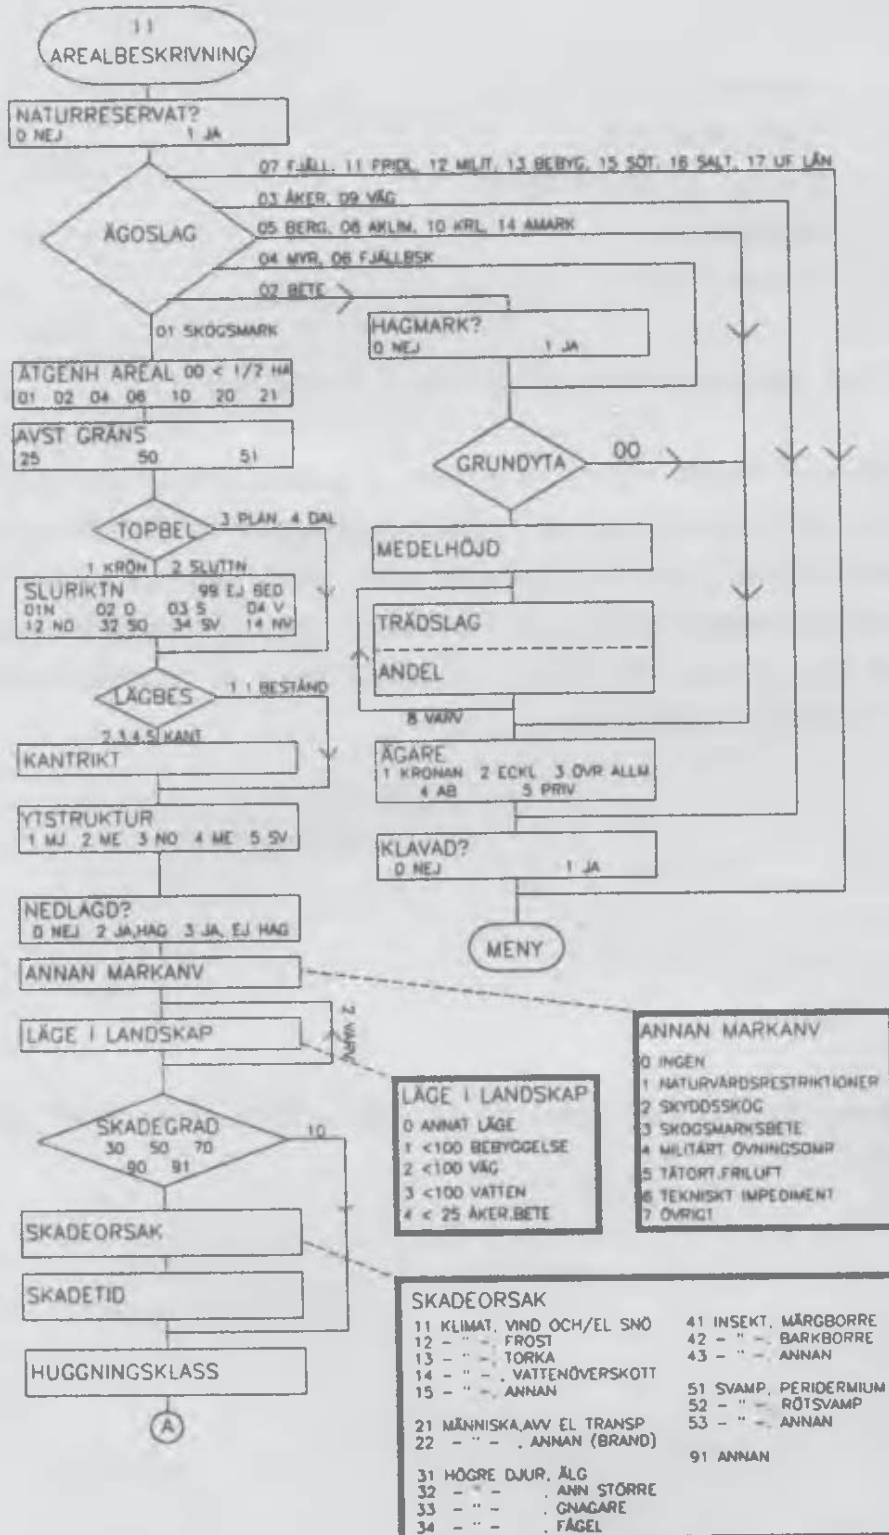 11
AREALBESKRIVNING
NATURRESERVAT?
0 NEJ 1 JA
ÄGOSLAG
07 FJÄLL, 11 FRIDL, 12 MILIT, 13 BEBYG, 15 SÖT, 16 SALT, 17 UF LÄN
03 ÅKER, 09 VÄG
05 BERG, 08 AKLIM, 10 KRL, 14 AMARK
04 MYR, 06 FJÄLLBSK
02 BETE
01 SKOGSMARK
ÅTGENH AREAL 00 < 1/2 HA
01 02 04 06 10 20 21
AVST GRÄNS
25 50 51
TOPBEL
3 PLAN, 4 DAL
1 KRÖN 2 SLUTTN
SLURIKTN 99 EJ BED
01N 02 O 03 S 04 V
12 NO 32 SO 34 SV 14 NV
LÄGBES
1 I BESTÅND
2,3,4,5 KANT
KANTRIKT
YTSTRUKTUR
1 MJ 2 ME 3 NO 4 ME 5 SV
NEDLAGD?
0 NEJ 2 JA,HAG 3 JA, EJ HAG
ANNAN MARKANV
LÄGE I LANDSKAP
2 VARV
SKADEGRAD
30 50 70
90 91
10
SKADEORSAK
SKADETID
HUGGNINGSKLASS
A
HAGMARK?
0 NEJ 1 JA
GRUNDYTA
00
MEDELHÖJD
TRÄDSLAG
ANDEL
8 VARV
ÄGARE
1 KRONAN 2 ECKL 3 ÖVR ALLM
4 AB 5 PRIV
KLAVAD?
0 NEJ 1 JA
MENY
LÄGE I LANDSKAP
0 ANNAT LÄGE
1 <100 BEBYGGELSE
2 <100 VÄG
3 <100 VATTEN
4 < 25 ÅKER,BETE
ANNAN MARKANV
0 INGEN
1 NATURVÅRDSRESTRIKTIONER
2 SKYDDSSKOG
3 SKOGSMARKSBETE
4 MILITÄRT ÖVNINGSOMR
5 TÄTORT,FRILUFT
6 TEKNISKT IMPEDIMENT
7 ÖVRIGT
SKADEORSAK
11 KLIMAT, VIND OCH/EL SNÖ
12 - " -, FROST
13 - " -, TORKA
14 - " -, VATTENÖVERSKOTT
15 - " -, ANNAN
21 MÄNNISKA,AVV EL TRANSP
22 - " - , ANNAN (BRAND)
31 HÖGRE DJUR, ÄLG
32 - " - , ANN STÖRRE
33 - " - , GNAGARE
34 - " - , FÅGEL
41 INSEKT, MÄRGBORRE
42 - " -, BARKBORRE
43 - " -, ANNAN
51 SVAMP, PERIDERMIUM
52 - " -, RÖTSVAMP
53 - " -, ANNAN
91 ANNAN